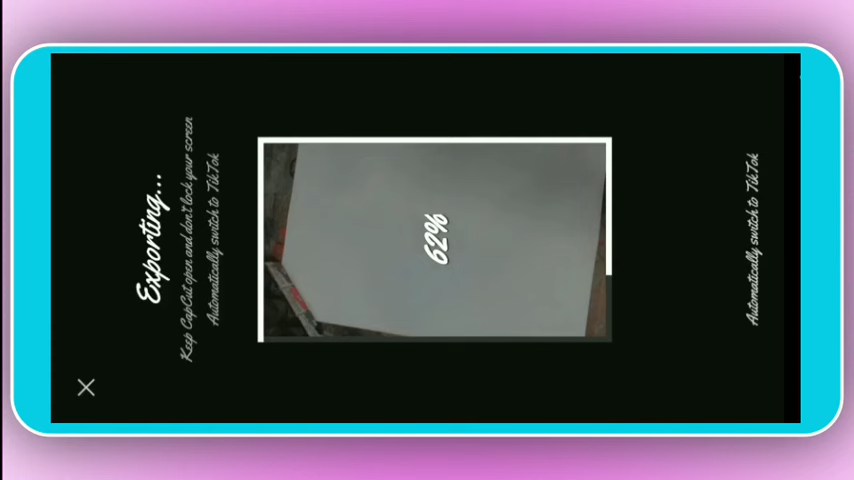 Exporting...
Keep CapCut open and don't lock your screen
Automatically switch to TikTok
62%
Automatically switch to TikTok